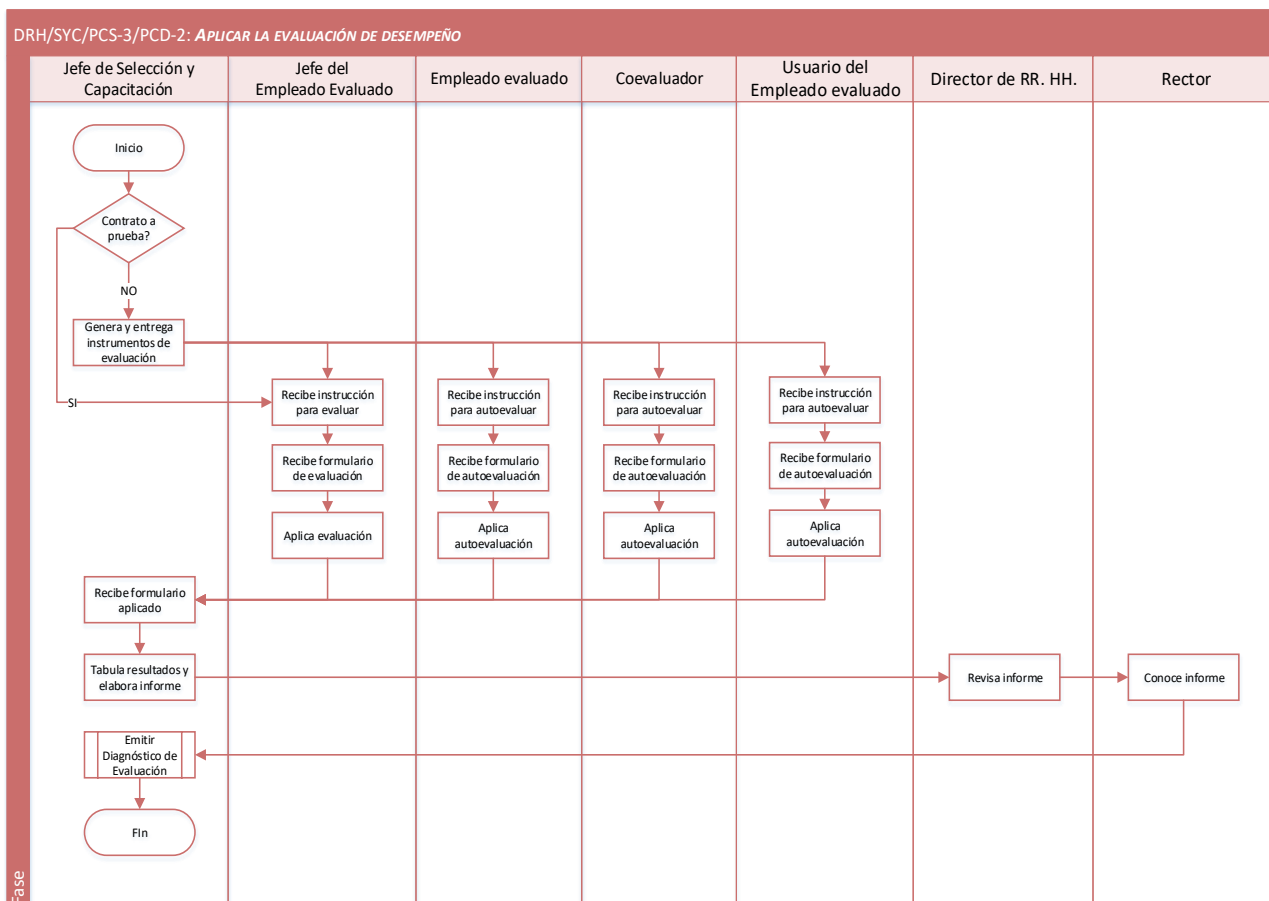 DRH/SYC/PCS-3/PCD-2: APLICAR LA EVALUACIÓN DE DESEMPEÑO
Jefe de Selección y
Capacitación
Jefe del
Empleado Evaluado
Empleado evaluado
Coevaluador
Usuario del
Empleado evaluado
Director de RR. HH.
Rector
Inicio
Contrato a
prueba?
NO
Genera y entrega
instrumentos de
evaluación
SI
Recibe instrucción
para evaluar
Recibe instrucción
para autoevaluar
Recibe instrucción
para autoevaluar
Recibe instrucción
para autoevaluar
Recibe formulario
de evaluación
Recibe formulario
de autoevaluación
Recibe formulario
de autoevaluación
Recibe formulario
de autoevaluación
Aplica evaluación
Aplica
autoevaluación
Aplica
autoevaluación
Aplica
autoevaluación
Recibe formulario
aplicado
Tabula resultados y
elabora informe
Revisa informe
Conoce informe
Emitir
Diagnóstico de
Evaluación
FIn
Fase